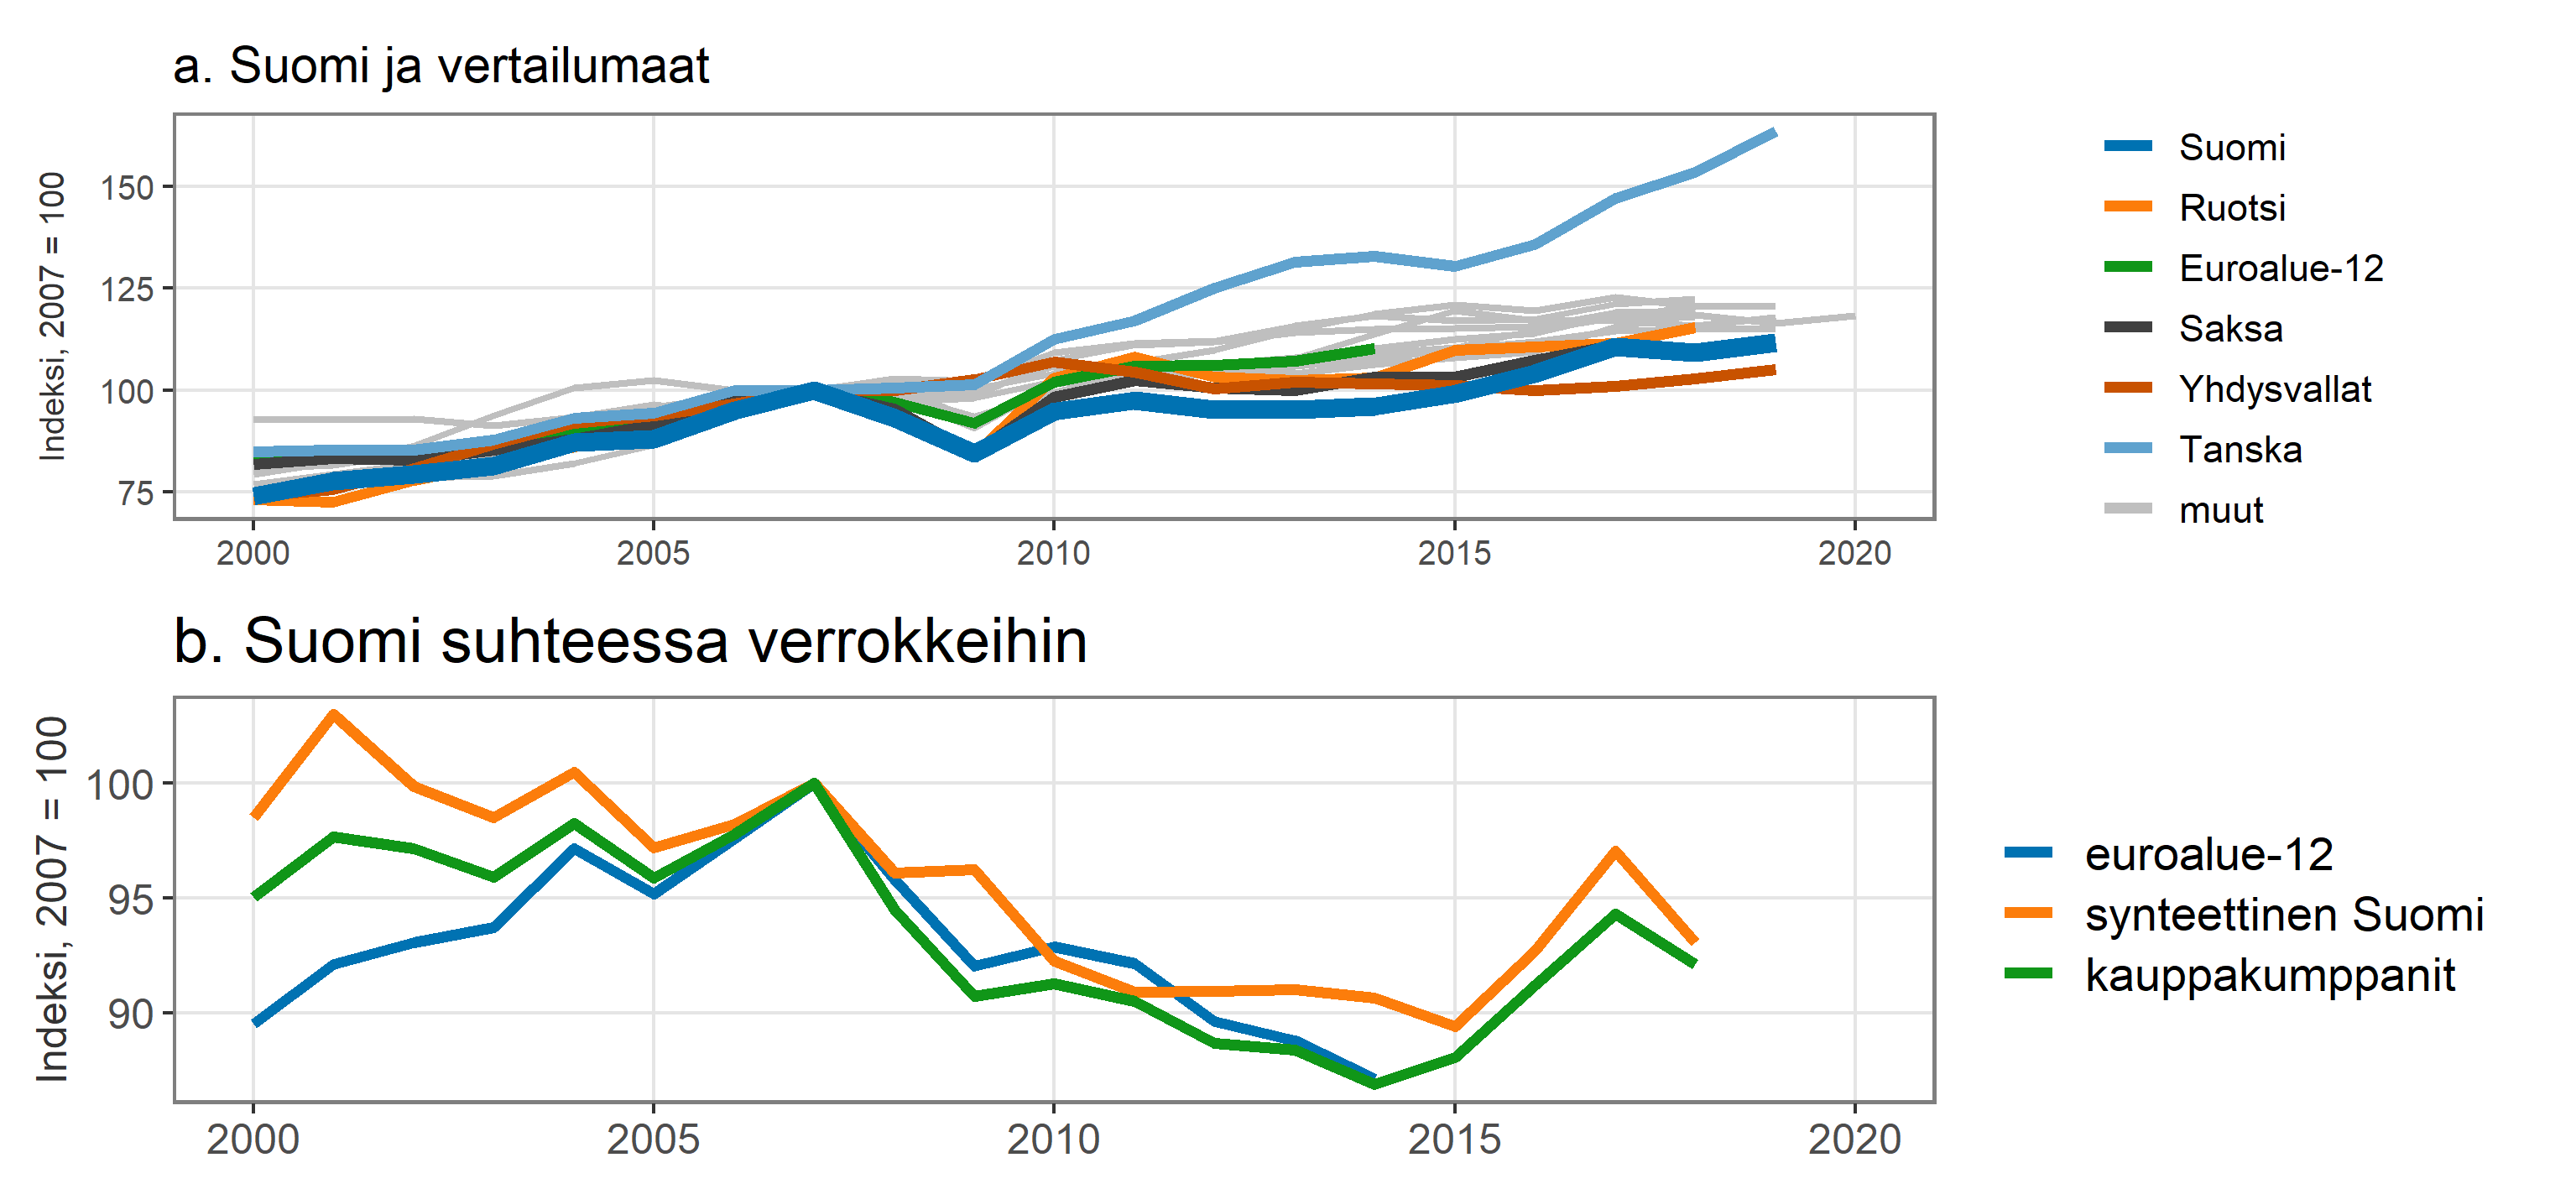 a. Suomi ja vertailumaat
Indeksi, 2007 = 100
150
125
100
75
2000
2005
2010
2015
2020
Suomi
Ruotsi
Euroalue-12
Saksa
Yhdysvallat
Tanska
muut
b. Suomi suhteessa verrokkeihin
Indeksi, 2007 = 100
100
95
90
2000
2005
2010
2015
2020
euroalue-12
synteettinen Suomi
kauppakumppanit